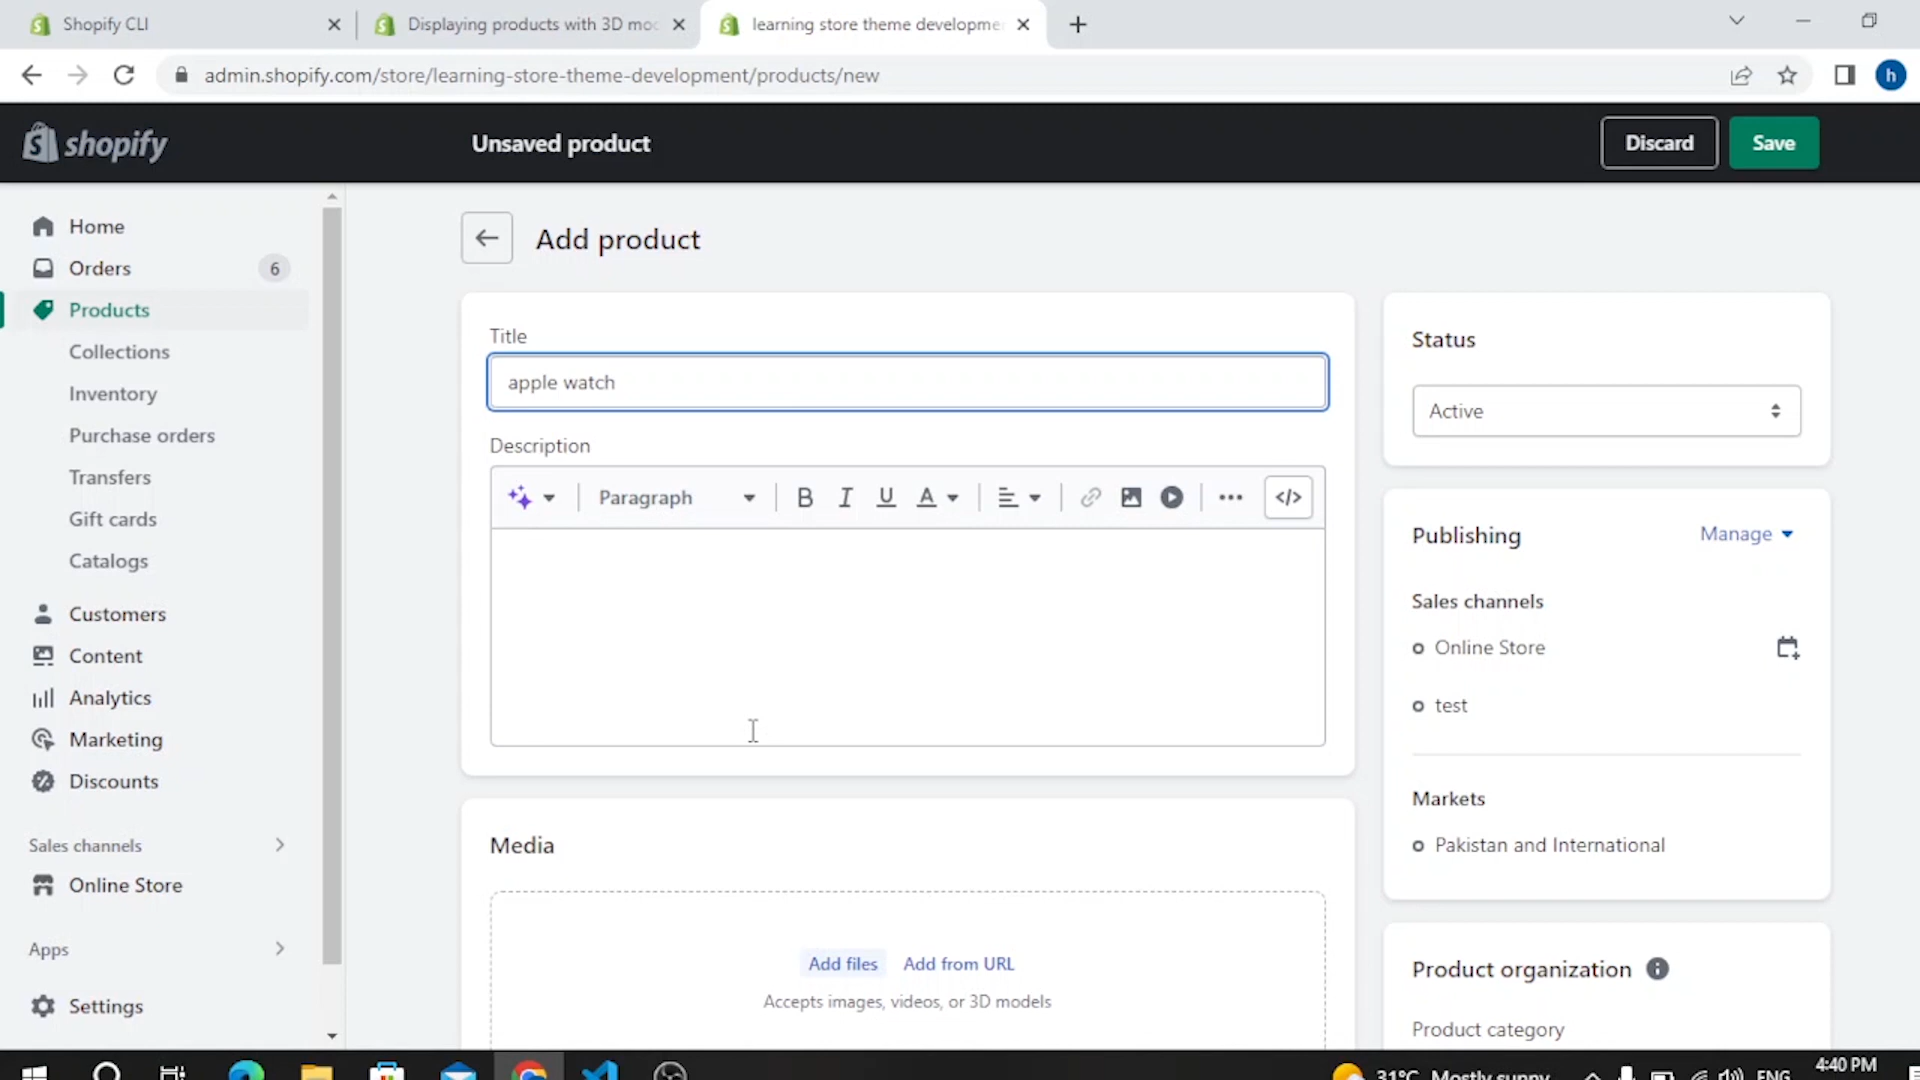 Shopify CLI
Displaying products with 3D mo
learning store theme developme
admin.shopify.com/store/learning-store-theme-development/products/new
h
shopify
Unsaved product
Discard
Save
Home
Orders
6
Products
Collections
Inventory
Purchase orders
Transfers
Gift cards
Catalogs
Customers
Content
Analytics
Marketing
Discounts
Sales channels
Online Store
Apps
Settings
Add product
Title
apple watch
Description
Paragraph
B I U A
</>
Media
Add files Add from URL
Accepts images, videos, or 3D models
Status
Active
Publishing
Manage
Sales channels
Online Store
test
Markets
Pakistan and International
Product organization
Product category
31°C Mostly sunny
ENG
4:40 PM